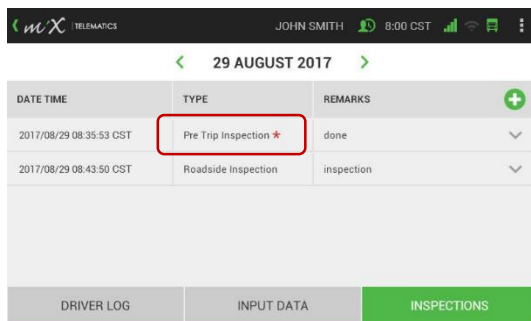 miX TELEMATICS JOHN SMITH 8:00 CST
29 AUGUST 2017
DATE TIME TYPE REMARKS
2017/08/29 08:35:53 CST Pre Trip Inspection * done
2017/08/29 08:43:50 CST Roadside Inspection inspection
DRIVER LOG INPUT DATA INSPECTIONS